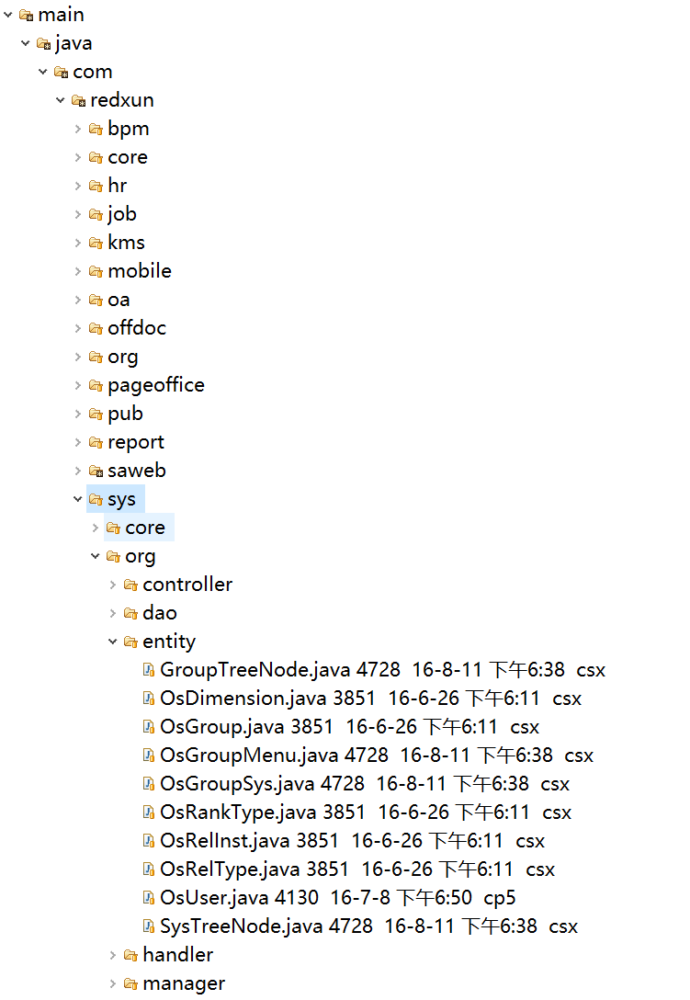 main
java
com
redxun
bpm
core
hr
job
kms
mobile
oa
offdoc
org
pageoffice
pub
report
saweb
sys
core
org
controller
dao
entity
GroupTreeNode.java 4728 16-8-11 下午6:38 csx
OsDimension.java 3851 16-6-26 下午6:11 csx
OsGroup.java 3851 16-6-26 下午6:11 csx
OsGroupMenu.java 4728 16-8-11 下午6:38 csx
OsGroupSys.java 4728 16-8-11 下午6:38 csx
OsRankType.java 3851 16-6-26 下午6:11 csx
OsRelInst.java 3851 16-6-26 下午6:11 csx
OsRelType.java 3851 16-6-26 下午6:11 csx
OsUser.java 4130 16-7-8 下午6:50 cp5
SysTreeNode.java 4728 16-8-11 下午6:38 csx
handler
manager